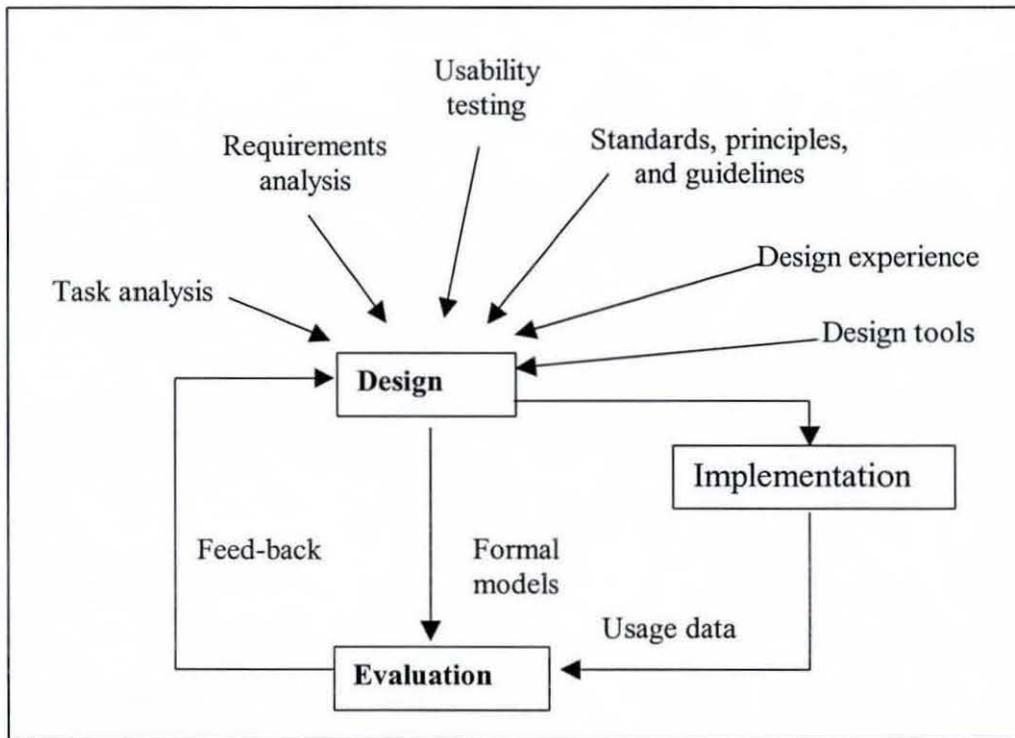 Usability
testing
Requirements
analysis
Standards, principles,
and guidelines
Design experience
Task analysis
Design tools
Design
Implementation
Feed-back
Formal
models
Usage data
Evaluation